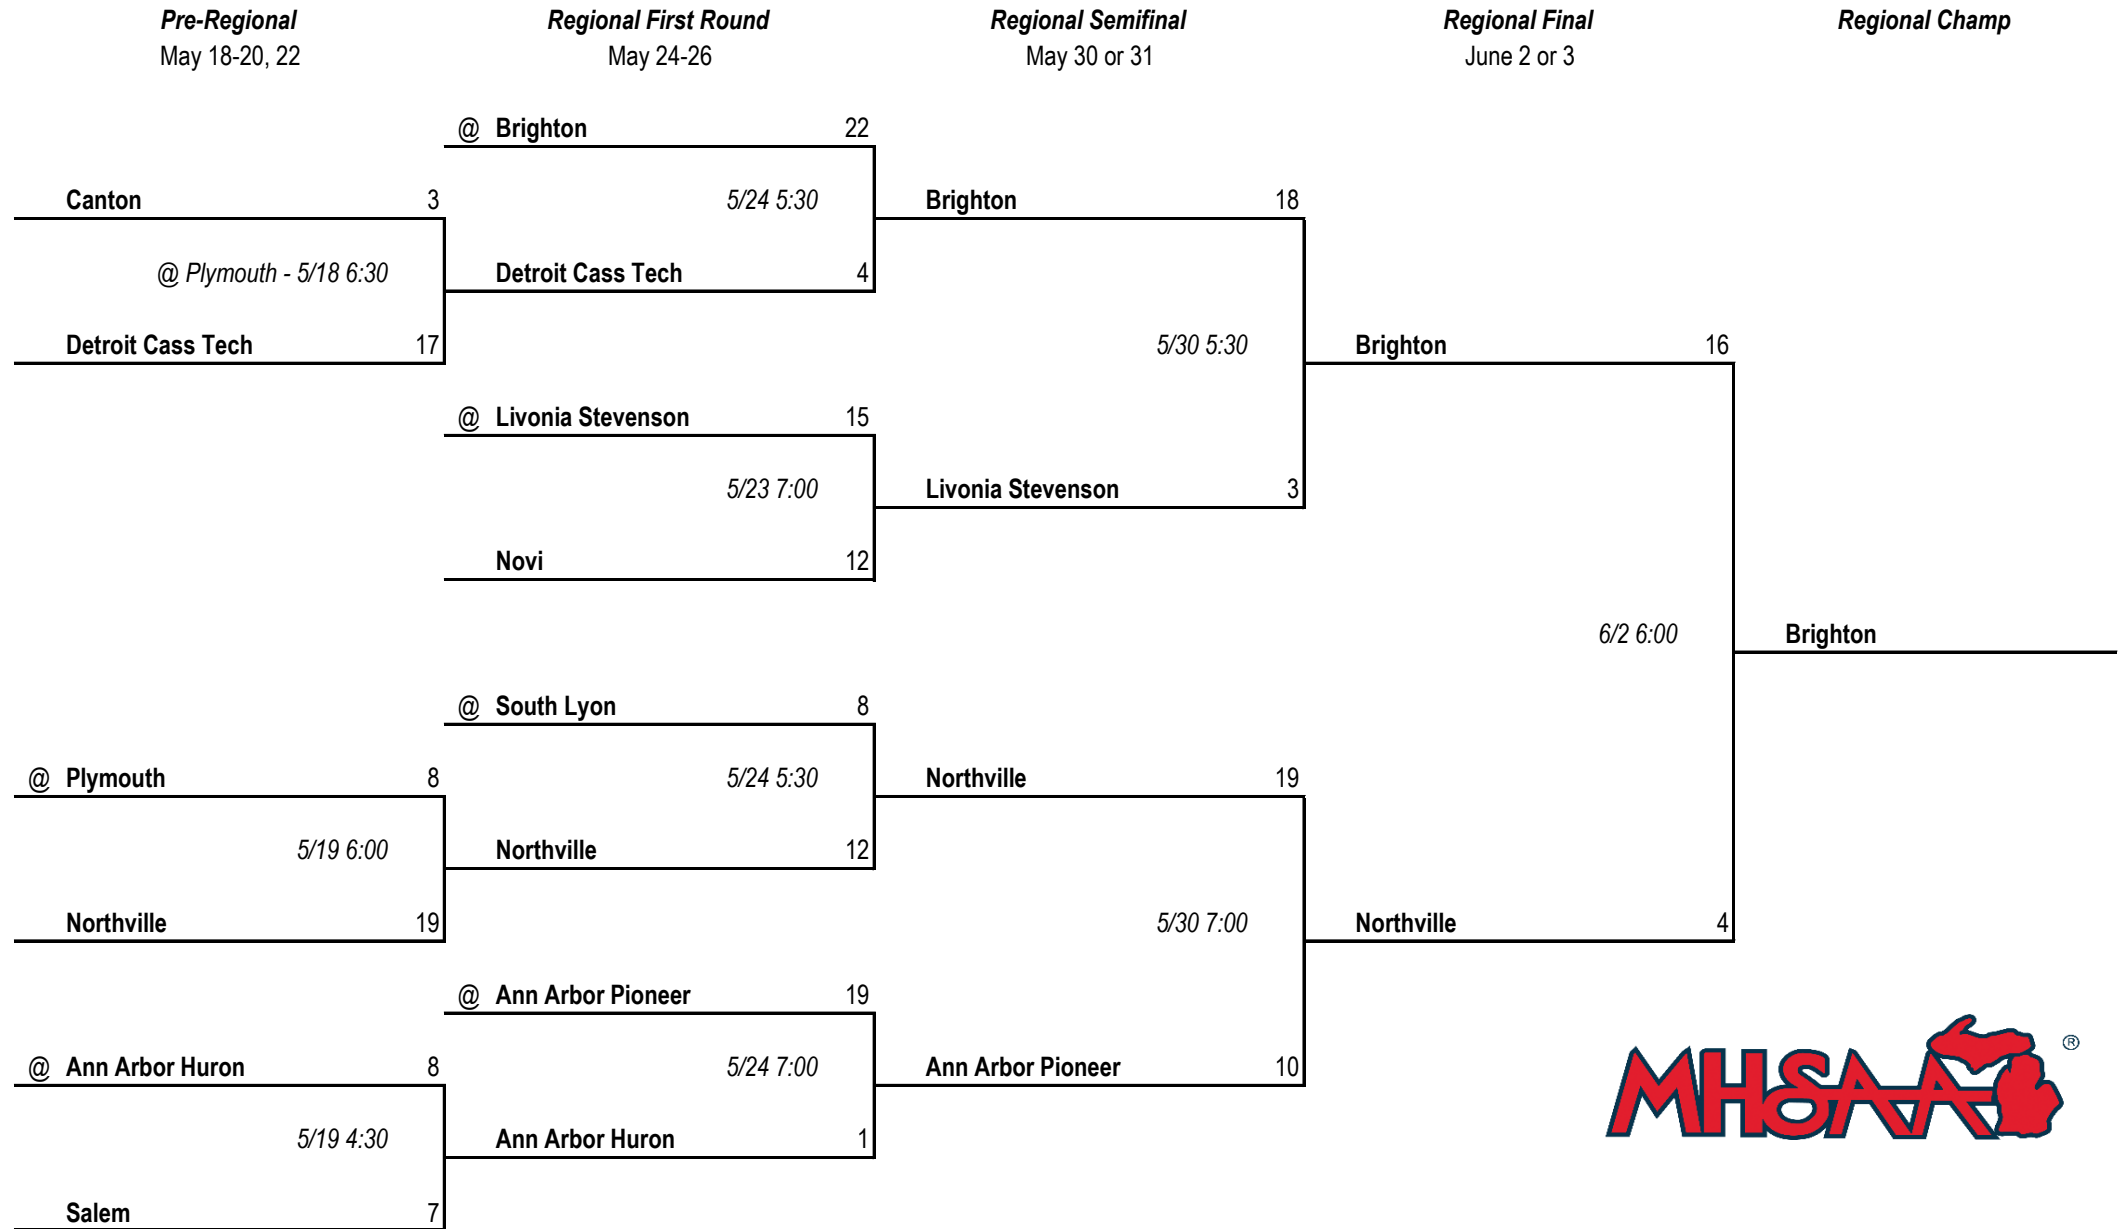 Pre-Regional Regional First Round Regional Semifinal Regional Final Regional Champ
May 18-20, 22 May 24-26 May 30 or 31 June 2 or 3
@ Brighton 22
Canton 3 5/24 5:30 Brighton 18
@ Plymouth - 5/18 6:30 Detroit Cass Tech 4
Detroit Cass Tech 17 5/30 5:30 Brighton 16
@ Livonia Stevenson 15
5/23 7:00 Livonia Stevenson 3
Novi 12
6/2 6:00 Brighton
@ South Lyon 8
@ Plymouth 8 5/24 5:30 Northville 19
5/19 6:00 Northville 12
Northville 19 5/30 7:00 Northville 4
@ Ann Arbor Pioneer 19
@ Ann Arbor Huron 8 5/24 7:00 Ann Arbor Pioneer 10
5/19 4:30 Ann Arbor Huron 1
Salem 7
MHSAA ®